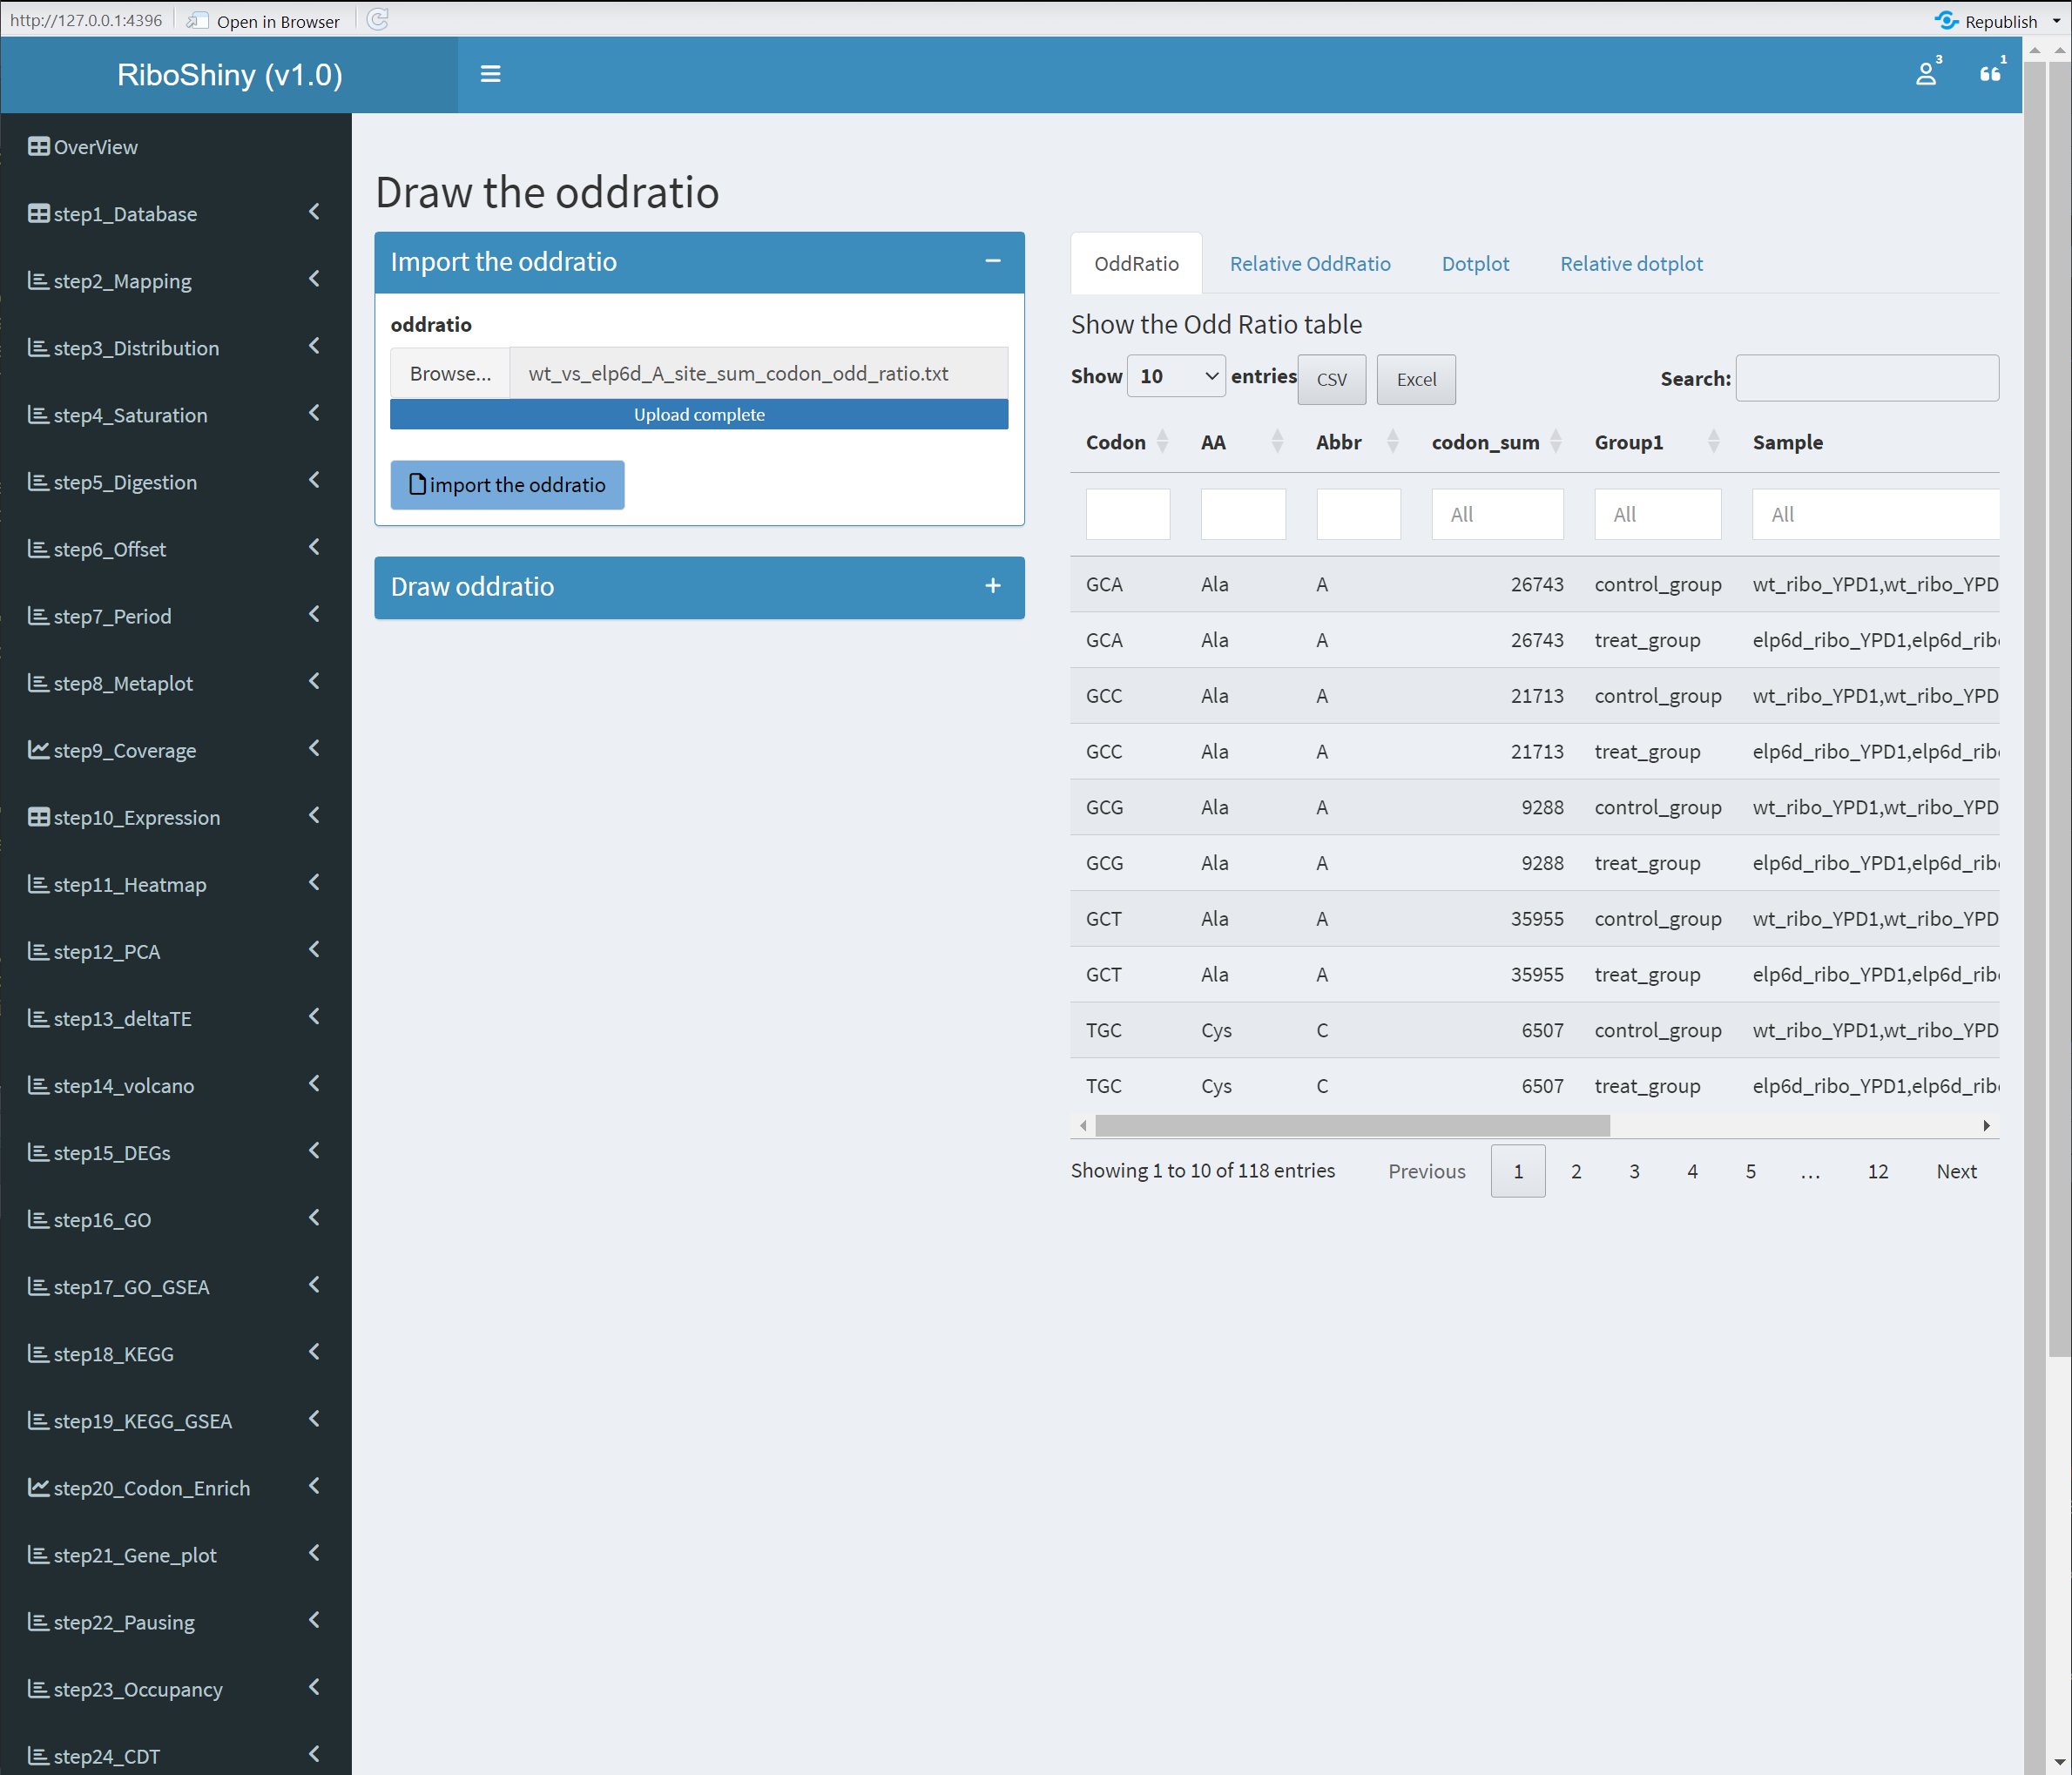 http://127.0.0.1:4396 Open in Browser Republish
RiboShiny (v1.0) 3 1
OverView
step1_Database
step2_Mapping
step3_Distribution
step4_Saturation
step5_Digestion
step6_Offset
step7_Period
step8_Metaplot
step9_Coverage
step10_Expression
step11_Heatmap
step12_PCA
step13_deltaTE
step14_volcano
step15_DEGs
step16_GO
step17_GO_GSEA
step18_KEGG
step19_KEGG_GSEA
step20_Codon_Enrich
step21_Gene_plot
step22_Pausing
step23_Occupancy
step24_CDT
Draw the oddratio
Import the oddratio
oddratio
Browse... wt_vs_elp6d_A_site_sum_codon_odd_ratio.txt
Upload complete
import the oddratio
Draw oddratio
OddRatio Relative OddRatio Dotplot Relative dotplot
Show the Odd Ratio table
Show 10 entries CSV Excel Search:
Codon AA Abbr codon_sum Group1 Sample
All All All
GCA Ala A 26743 control_group wt_ribo_YPD1,wt_ribo_YPD
GCA Ala A 26743 treat_group elp6d_ribo_YPD1,elp6d_rib
GCC Ala A 21713 control_group wt_ribo_YPD1,wt_ribo_YPD
GCC Ala A 21713 treat_group elp6d_ribo_YPD1,elp6d_rib
GCG Ala A 9288 control_group wt_ribo_YPD1,wt_ribo_YPD
GCG Ala A 9288 treat_group elp6d_ribo_YPD1,elp6d_rib
GCT Ala A 35955 control_group wt_ribo_YPD1,wt_ribo_YPD
GCT Ala A 35955 treat_group elp6d_ribo_YPD1,elp6d_rib
TGC Cys C 6507 control_group wt_ribo_YPD1,wt_ribo_YPD
TGC Cys C 6507 treat_group elp6d_ribo_YPD1,elp6d_rib
Showing 1 to 10 of 118 entries Previous 1 2 3 4 5 … 12 Next